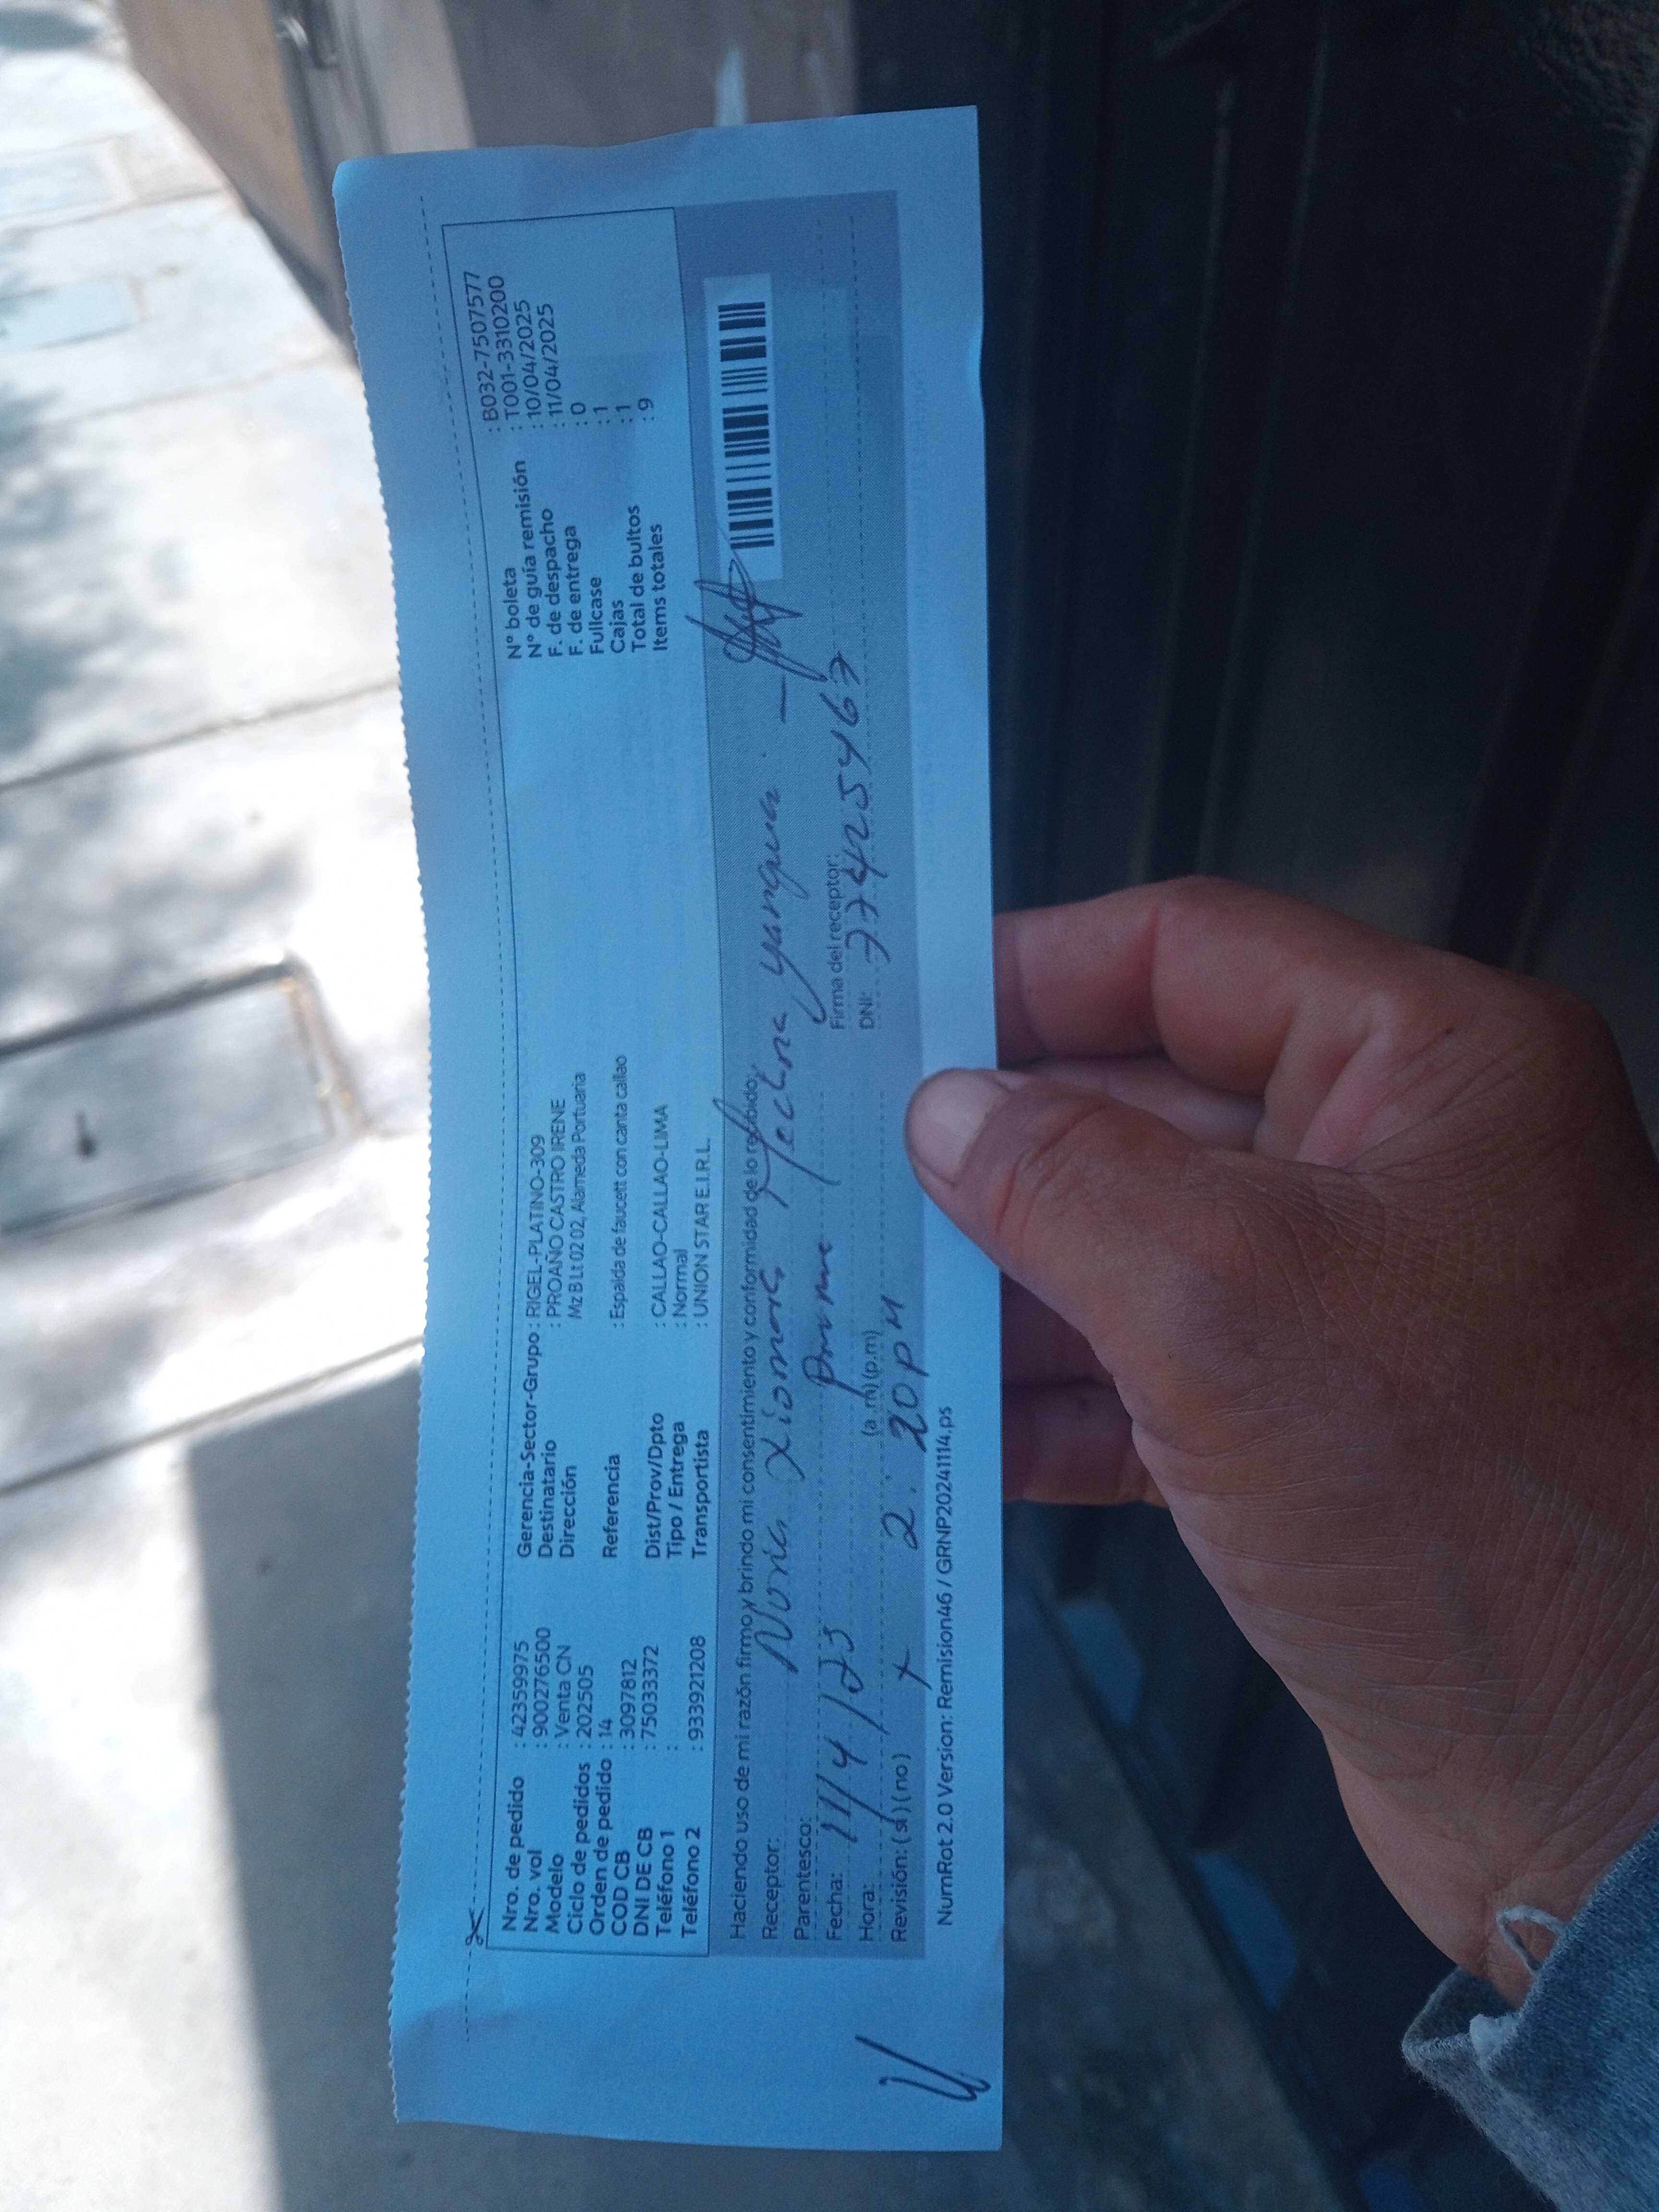 Nro. de pedido : 42359975
Nro. vol : 900276500
Modelo : Venta CN
Ciclo de pedidos : 202505
Orden de pedido : 14
COD CB : 3097812
DNI DE CB : 75033372
Teléfono 1 :
Teléfono 2 : 933921208
Gerencia-Sector-Grupo : RIGEL-PLATINO-309
Destinatario : PROAÑO CASTRO IRENE
Dirección Mz B Lt 02 02, Alameda Portuaria
Referencia : Espalda de faucett con canta callao
Dist/Prov/Dpto : CALLAO-CALLAO-LIMA
Tipo / Entrega : Normal
Transportista : UNION STAR E.I.R.L.
N° boleta : B032-7507577
N° de guía remisión : T001-3310200
F. de despacho : 10/04/2025
F. de entrega : 11/04/2025
Fullcase : 0
Cajas : 1
Total de bultos : 1
Items totales : 9
Haciendo uso de mi razón firmo y brindo mi consentimiento y conformidad de lo recibido:
Receptor: Xiomara yangua
Parentesco:
Fecha: 11/4/25
Firma del receptor:
Hora: (a.m)(p.m) 2:20 PM
DNI: 77425467
Revisión: (si) (no)
NumRot 2.0 Version: Remision46 / GRNP20241114.ps